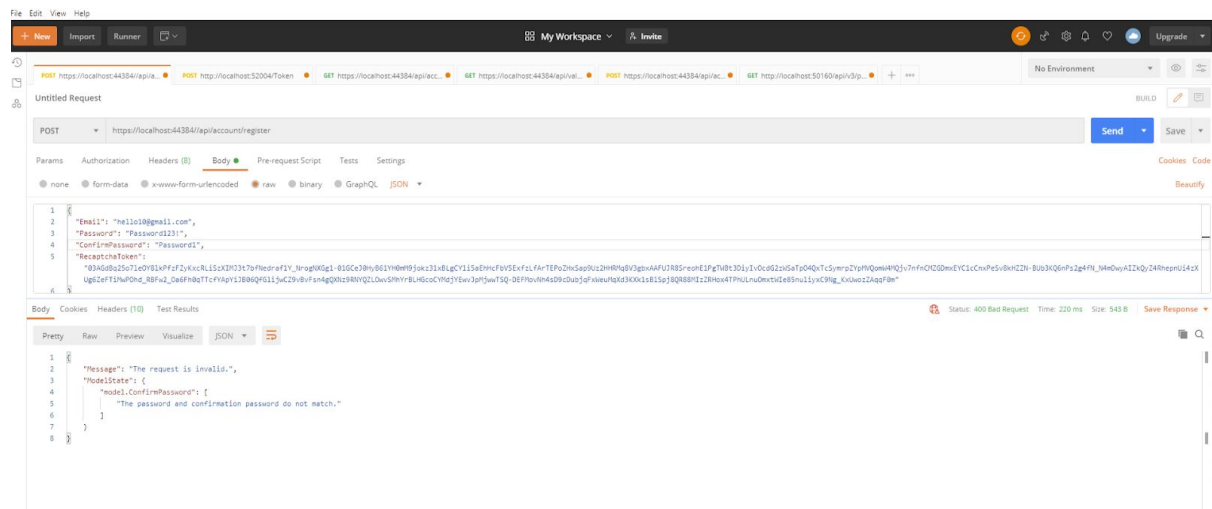 File Edit View Help
+ New Import Runner My Workspace Invite Upgrade
POST https://localhost:44384//api/a... POST http://localhost:52004/Token GET https://localhost:44384/api/acc... GET https://localhost:44384/api/val... POST https://localhost:44384/api/ac... GET http://localhost:50160/api/v3/p... + ••• No Environment
Untitled Request BUILD
POST https://localhost:44384//api/account/register Send Save
Params Authorization Headers (8) Body Pre-request Script Tests Settings Cookies Code
none form-data x-www-form-urlencoded raw binary GraphQL JSON Beautify
1 {
2 "Email": "hello10@gmail.com",
3 "Password": "Password123!",
4 "ConfirmPassword": "Password1",
5 "RecaptchaToken":
6 }
Body Cookies Headers (10) Test Results Status: 400 Bad Request Time: 220 ms Size: 543 B Save Response
Pretty Raw Preview Visualize JSON
1 {
2 "Message": "The request is invalid.",
3 "ModelState": {
4 "model.ConfirmPassword": [
5 "The password and confirmation password do not match."
6 ]
7 }
8 }